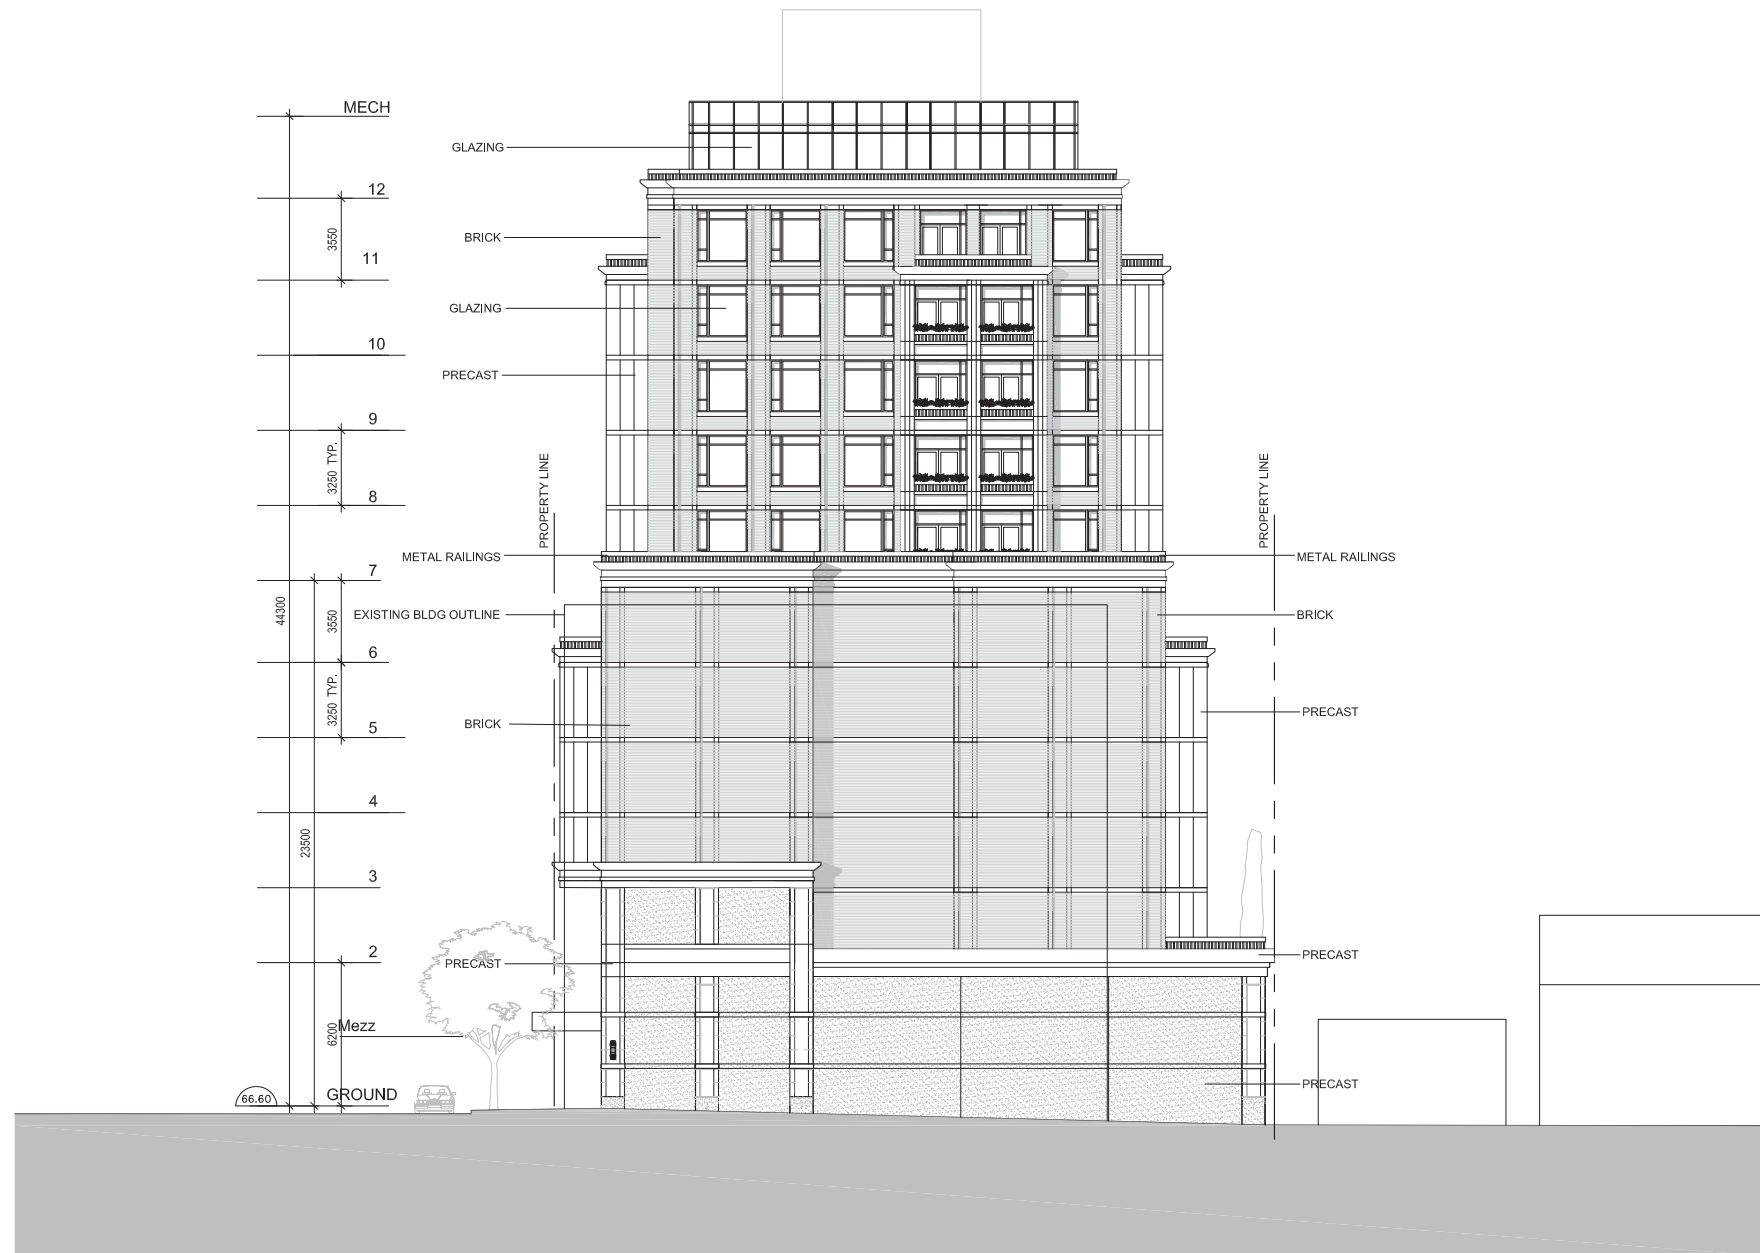 MECH
GLAZING
12
BRICK
3550
11
GLAZING
10
PRECAST
9
3250 TYP.
8
PROPERTY LINE
PROPERTY LINE
METAL RAILINGS
METAL RAILINGS
7
44300
3550
EXISTING BLDG OUTLINE
BRICK
6
3250 TYP.
PRECAST
BRICK
5
4
23500
3
2
PRECAST
PRECAST
6200
Mezz
PRECAST
66.60
GROUND